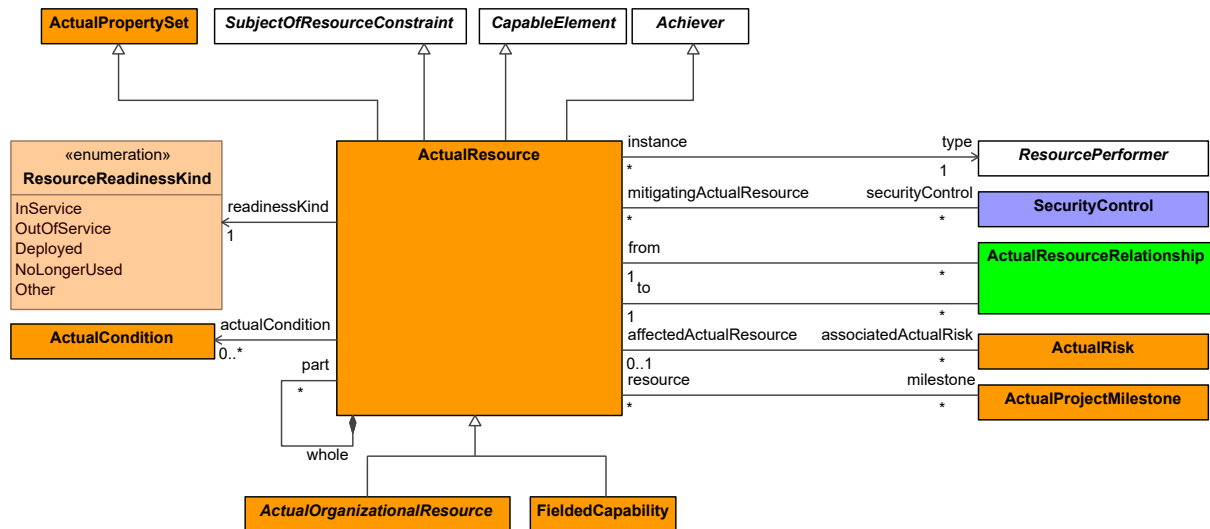 ActualPropertySet
SubjectOfResourceConstraint
CapableElement
Achiever
«enumeration»
ResourceReadinessKind
InService
OutOfService
Deployed
NoLongerUsed
Other
readinessKind
1
ActualResource
instance
type
*
1
ResourcePerformer
mitigatingActualResource
securityControl
*
*
SecurityControl
from
1
*
to
1
*
ActualResourceRelationship
actualCondition
0..*
ActualCondition
affectedActualResource
associatedActualRisk
0..1
*
ActualRisk
part
*
whole
resource
milestone
*
*
ActualProjectMilestone
ActualOrganizationalResource
FieldedCapability